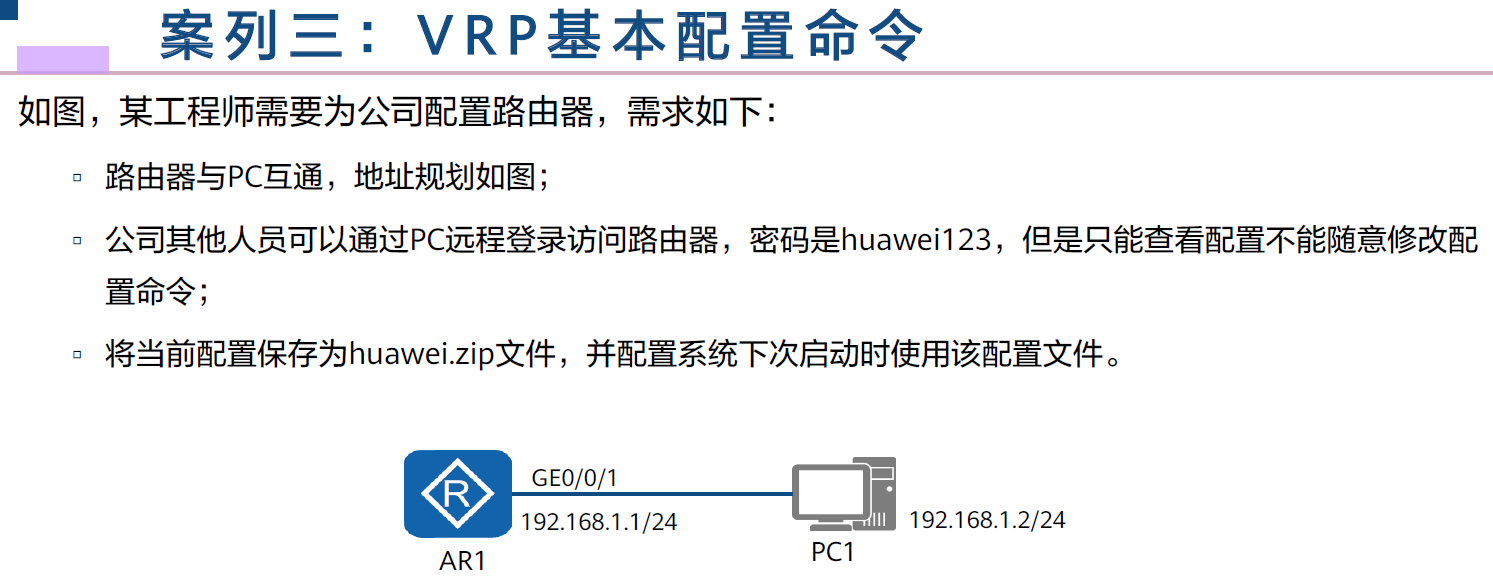 案列三：VRP基本配置命令
如图，某工程师需要为公司配置路由器，需求如下：
路由器与PC互通，地址规划如图；
公司其他人员可以通过PC远程登录访问路由器，密码是huawei123，但是只能查看配置不能随意修改配
置命令；
将当前配置保存为huawei.zip文件，并配置系统下次启动时使用该配置文件。
GE0/0/1
R
192.168.1.1/24
192.168.1.2/24
AR1
PC1